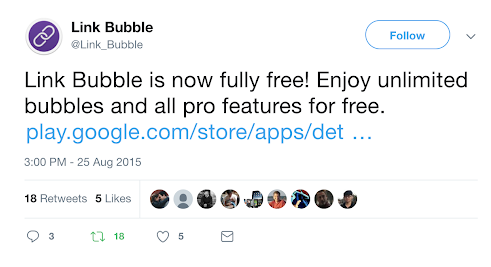 Link Bubble
@Link_Bubble
Follow
Link Bubble is now fully free! Enjoy unlimited
bubbles and all pro features for free.
play.google.com/store/apps/det ...
3:00 PM - 25 Aug 2015
18 Retweets 5 Likes
3 18 5